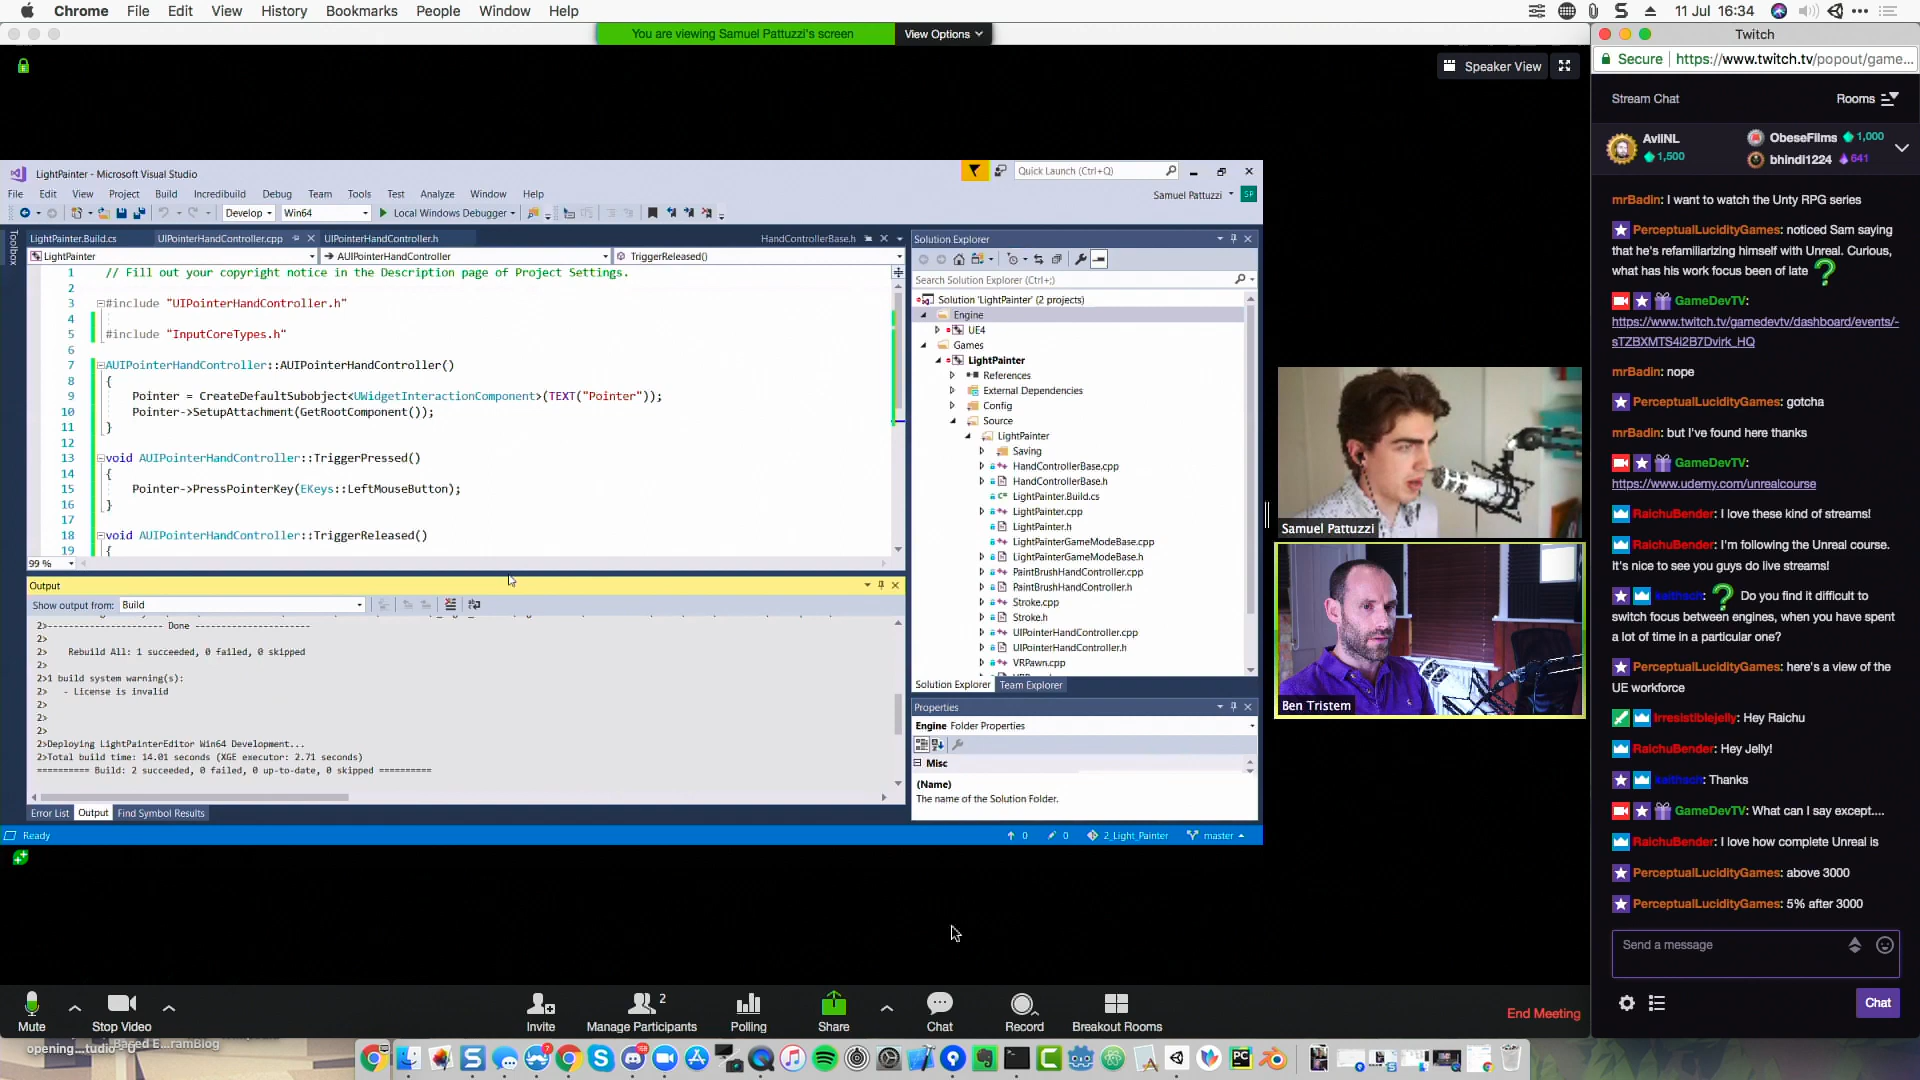 Chrome File Edit View History Bookmarks People Window Help
11 Jul 16:34
You are viewing Samuel Pattuzzi's screen
View Options
Speaker View
LightPainter - Microsoft Visual Studio
Quick Launch (Ctrl+Q)
File Edit View Project Build Incredibuild Debug Team Tools Test Analyze Window Help
Samuel Pattuzzi
SP
Develop Win64 Local Windows Debugger
Toolbox
LightPainter.Build.cs UIPointerHandController.cpp UIPointerHandController.h HandControllerBase.h
LightPainter AUIPointerHandController TriggerReleased()
1 // Fill out your copyright notice in the Description page of Project Settings.
2
3 #include "UIPointerHandController.h"
4
5 #include "InputCoreTypes.h"
6
7 AUIPointerHandController::AUIPointerHandController()
8 {
9 Pointer = CreateDefaultSubobject<UWidgetInteractionComponent>(TEXT("Pointer"));
10 Pointer->SetupAttachment(GetRootComponent());
11 }
12
13 void AUIPointerHandController::TriggerPressed()
14 {
15 Pointer->PressPointerKey(EKeys::LeftMouseButton);
16 }
17
18 void AUIPointerHandController::TriggerReleased()
19 {
99 %
Output
Show output from: Build
2>---------------------- Done ----------------------
2>
2> Rebuild All: 1 succeeded, 0 failed, 0 skipped
2>
2>1 build system warning(s):
2> - License is invalid
2>
2>
2>
2>Deploying LightPainterEditor Win64 Development...
2>Total build time: 14.01 seconds (XGE executor: 2.71 seconds)
========== Build: 2 succeeded, 0 failed, 0 up-to-date, 0 skipped ==========
Error List Output Find Symbol Results
Ready
0 0 2_Light_Painter master
Solution Explorer
Search Solution Explorer (Ctrl+;)
Solution 'LightPainter' (2 projects)
Engine
UE4
Games
LightPainter
References
External Dependencies
Config
Source
LightPainter
Saving
HandControllerBase.cpp
HandControllerBase.h
LightPainter.Build.cs
LightPainter.cpp
LightPainter.h
LightPainterGameModeBase.cpp
LightPainterGameModeBase.h
PaintBrushHandController.cpp
PaintBrushHandController.h
Stroke.cpp
Stroke.h
UIPointerHandController.cpp
UIPointerHandController.h
VRPawn.cpp
Solution Explorer Team Explorer
Properties
Engine Folder Properties
Misc
(Name)
The name of the Solution Folder.
Samuel Pattuzzi
Ben Tristem
Mute
Stop Video
Invite
2
Manage Participants
Polling
Share
Chat
Record
Breakout Rooms
End Meeting
Twitch
Secure https://www.twitch.tv/popout/game...
Stream Chat
Rooms
AvliNL
1,500
ObeseFilms 1,000
bhindi1224 641
mrBadin: I want to watch the Unty RPG series
PerceptualLucidityGames: noticed Sam saying
that he's refamiliarizing himself with Unreal. Curious,
what has his work focus been of late
GameDevTV:
https://www.twitch.tv/gamedevtv/dashboard/events/-
sTZBXMTS4i2B7Dvirk_HQ
mrBadin: nope
PerceptualLucidityGames: gotcha
mrBadin: but I've found here thanks
GameDevTV:
https://www.udemy.com/unrealcourse
RaichuBender: I love these kind of streams!
RaichuBender: I'm following the Unreal course.
It's nice to see you guys do live streams!
keithsch: Do you find it difficult to
switch focus between engines, when you have spent
a lot of time in a particular one?
PerceptualLucidityGames: here's a view of the
UE workforce
Irresistiblejelly: Hey Raichu
RaichuBender: Hey Jelly!
keithsch: Thanks
GameDevTV: What can I say except....
RaichuBender: I love how complete Unreal is
PerceptualLucidityGames: above 3000
PerceptualLucidityGames: 5% after 3000
Send a message
Chat